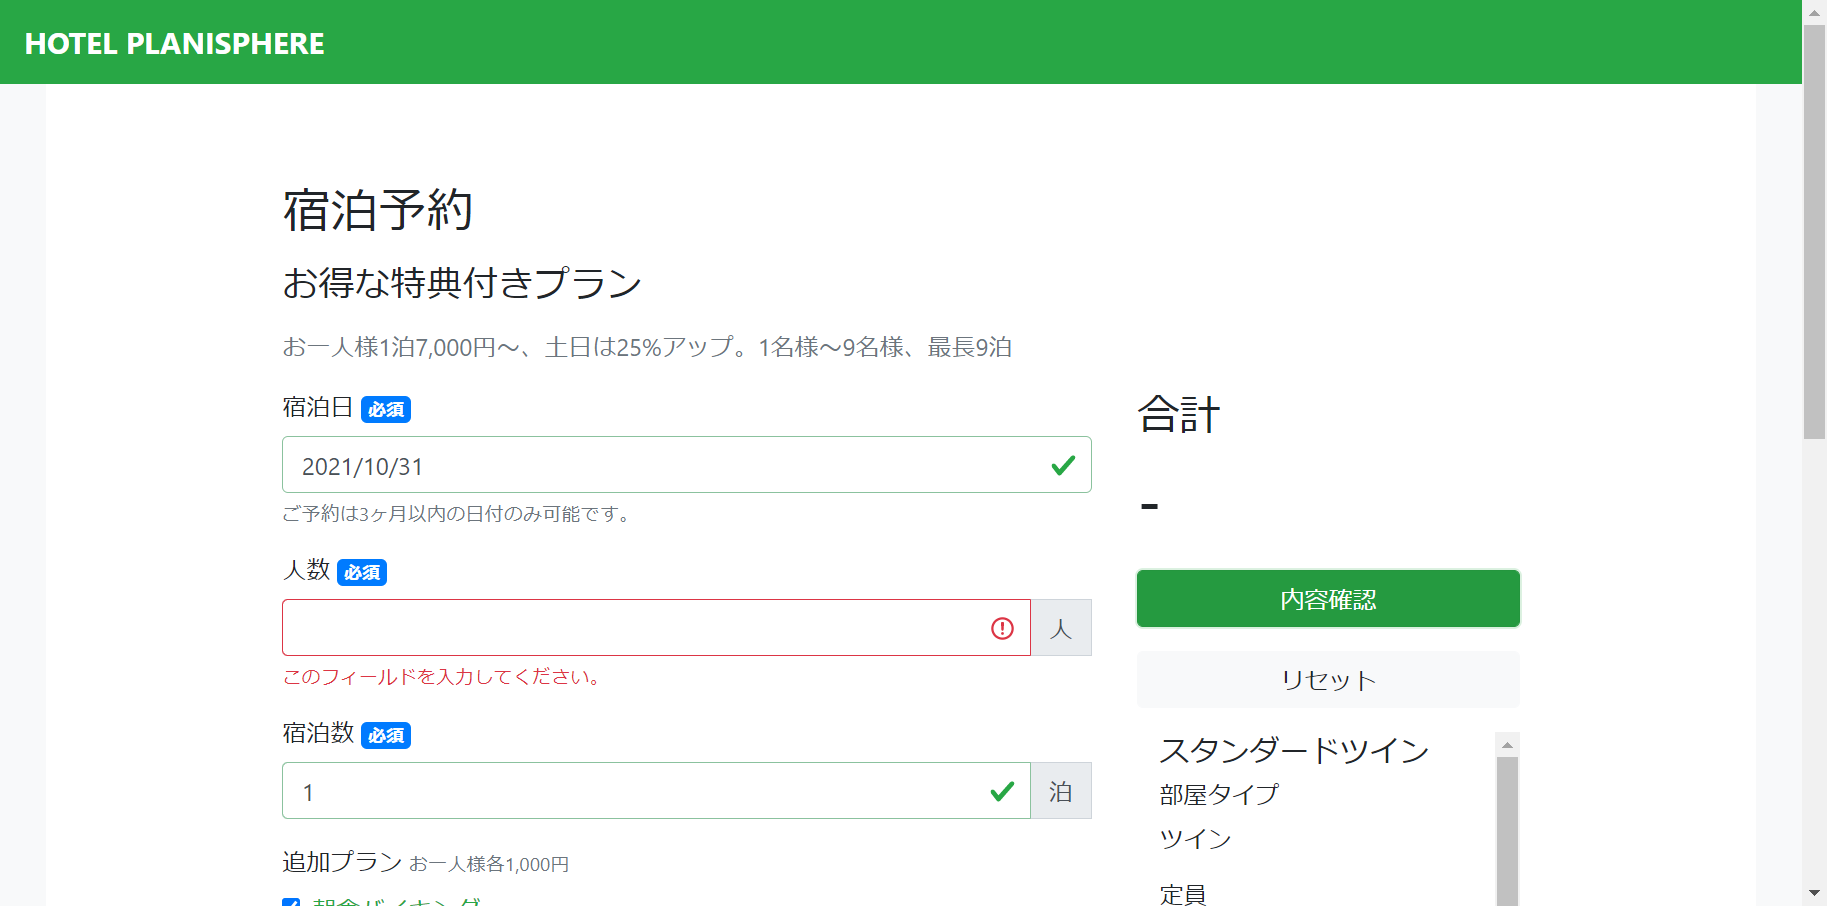 HOTEL PLANISPHERE
宿泊予約
お得な特典付きプラン
お一人様1泊7,000円～、土日は25%アップ。1名様～9名様、最長9泊
宿泊日 必須
2021/10/31
ご予約は3ヶ月以内の日付のみ可能です。
人数 必須
人
このフィールドを入力してください。
宿泊数 必須
1
泊
追加プラン お一人様各1,000円
朝食バイキング
合計
-
内容確認
リセット
スタンダードツイン
部屋タイプ
ツイン
定員